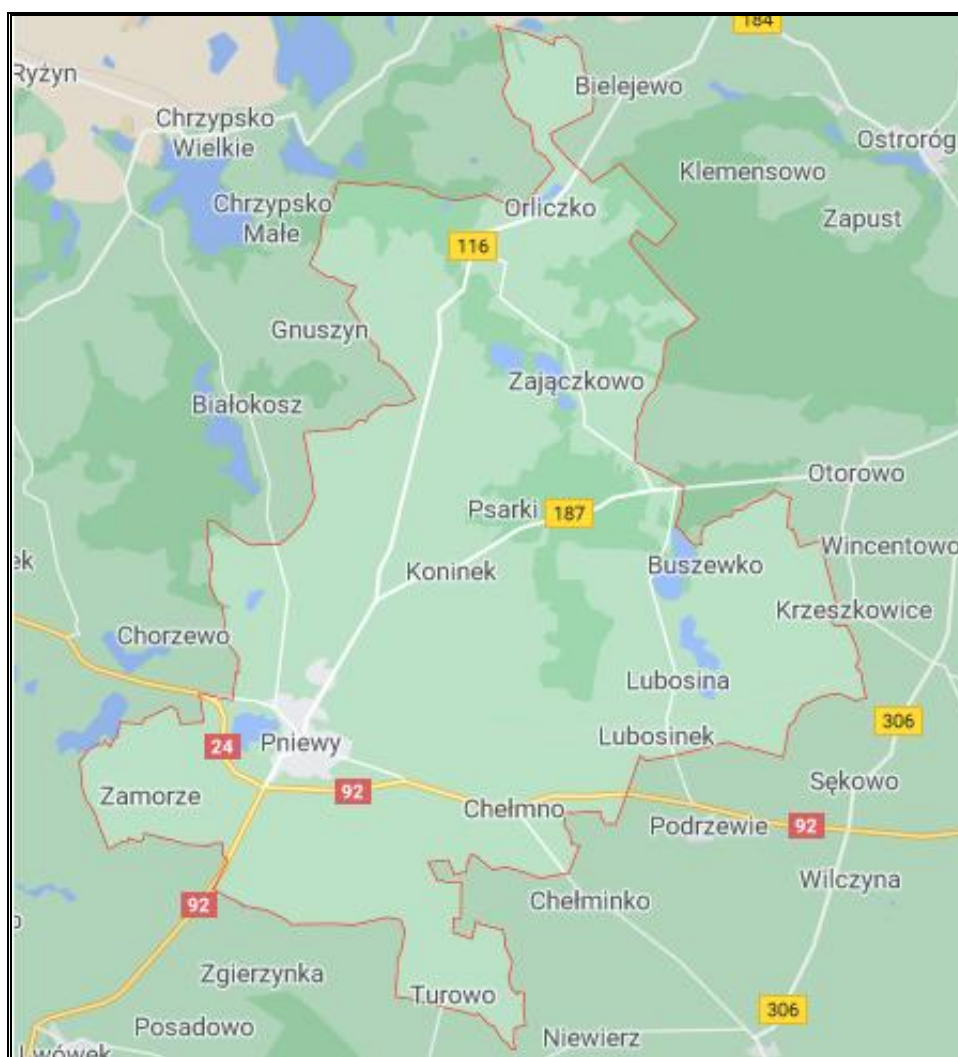 184
Ryżyn
Bielejewo
Chrzypsko
Wielkie
Ostroróg
Klemensowo
Chrzypsko
Małe
Orliczko
Zapust
116
Gnuszyn
Zajączkowo
Białokosz
Otorowo
Psarki
187
Wincentowo
ek
Koninek
Buszewko
Krzeszkowice
Chorzewo
Lubosina
306
24
Pniewy
Lubosinek
Zamorze
92
Chełmno
Sękowo
Podrzewie
92
Wilczyna
92
Chełminko
Zgierzynka
Turowo
306
Posadowo
Niewierz
Lwówek